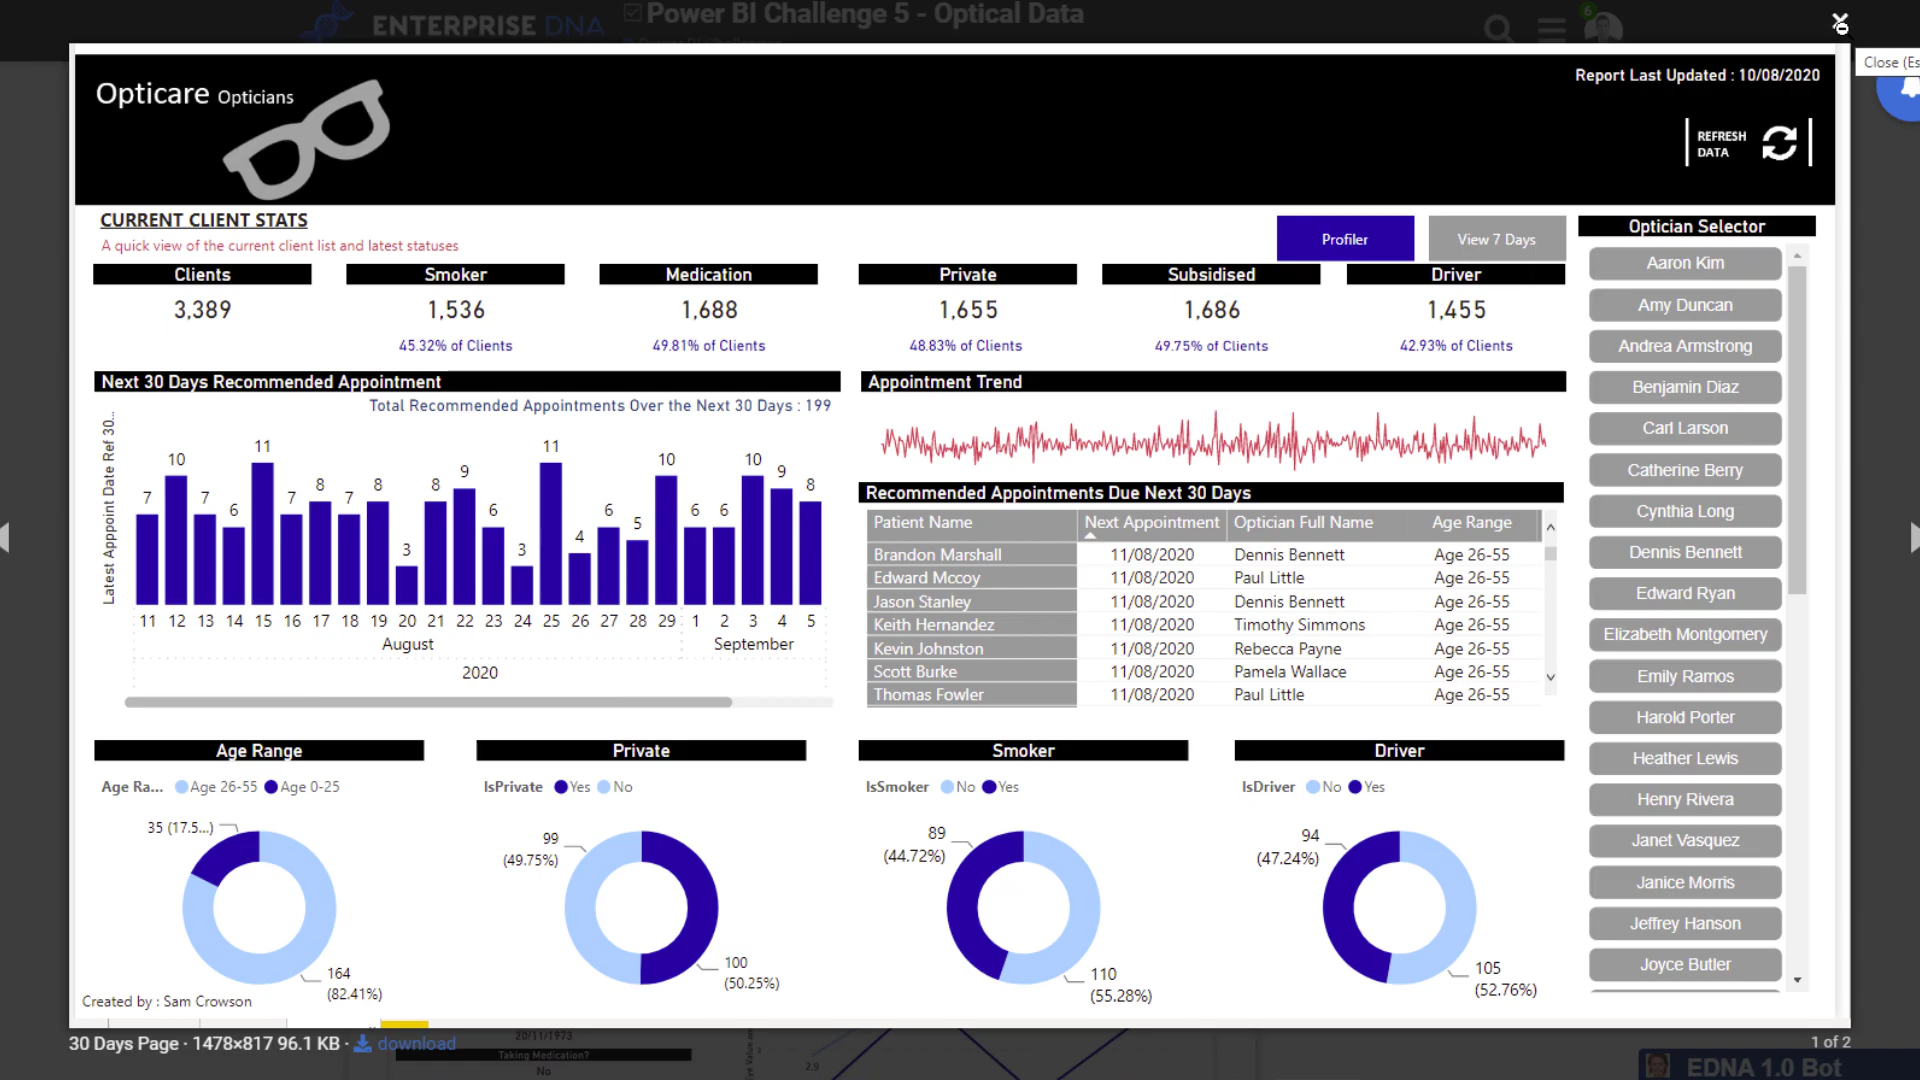 ENTERPRISE DNA
Power BI Challenge 5 - Optical Data
6
Close (Es
Opticare Opticians
Report Last Updated : 10/08/2020
REFRESH
DATA
CURRENT CLIENT STATS
A quick view of the current client list and latest statuses
Profiler
View 7 Days
Optician Selector
Clients
Smoker
Medication
Private
Subsidised
Driver
3,389
1,536
1,688
1,655
1,686
1,455
45.32% of Clients
49.81% of Clients
48.83% of Clients
49.75% of Clients
42.93% of Clients
Next 30 Days Recommended Appointment
Total Recommended Appointments Over the Next 30 Days : 199
Latest Appoint Date Ref 30...
7 10 7 6 11 7 8 7 8 3 8 9 6 3 11 4 6 5 10 6 6 10 9 8
11 12 13 14 15 16 17 18 19 20 21 22 23 24 25 26 27 28 29 1 2 3 4 5
August
September
2020
Appointment Trend
Recommended Appointments Due Next 30 Days
Patient Name Next Appointment Optician Full Name Age Range
Brandon Marshall 11/08/2020 Dennis Bennett Age 26-55
Edward Mccoy 11/08/2020 Paul Little Age 26-55
Jason Stanley 11/08/2020 Dennis Bennett Age 26-55
Keith Hernandez 11/08/2020 Timothy Simmons Age 26-55
Kevin Johnston 11/08/2020 Rebecca Payne Age 26-55
Scott Burke 11/08/2020 Pamela Wallace Age 26-55
Thomas Fowler 11/08/2020 Paul Little Age 26-55
Aaron Kim
Amy Duncan
Andrea Armstrong
Benjamin Diaz
Carl Larson
Catherine Berry
Cynthia Long
Dennis Bennett
Edward Ryan
Elizabeth Montgomery
Emily Ramos
Harold Porter
Heather Lewis
Henry Rivera
Janet Vasquez
Janice Morris
Jeffrey Hanson
Joyce Butler
Age Range
Age Ra... Age 26-55 Age 0-25
35 (17.5...)
164
(82.41%)
Private
IsPrivate Yes No
99
(49.75%)
100
(50.25%)
Smoker
IsSmoker No Yes
89
(44.72%)
110
(55.28%)
Driver
IsDriver No Yes
94
(47.24%)
105
(52.76%)
Created by : Sam Crowson
30 Days Page · 1478×817 96.1 KB · download
1 of 2
20/11/1973
Taking Medication?
No
2.9
EDNA 1.0 Bot